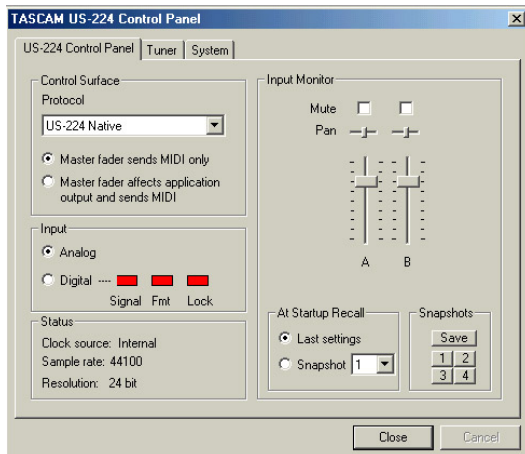 TASCAM US-224 Control Panel
US-224 Control Panel Tuner System
Control Surface
Protocol
US-224 Native
Master fader sends MIDI only
Master fader affects application
output and sends MIDI
Input
Analog
Digital
Signal Fmt Lock
Status
Clock source: Internal
Sample rate: 44100
Resolution: 24 bit
Input Monitor
Mute
Pan
A B
At Startup Recall
Last settings
Snapshot 1
Snapshots
Save
1 2
3 4
Close Cancel